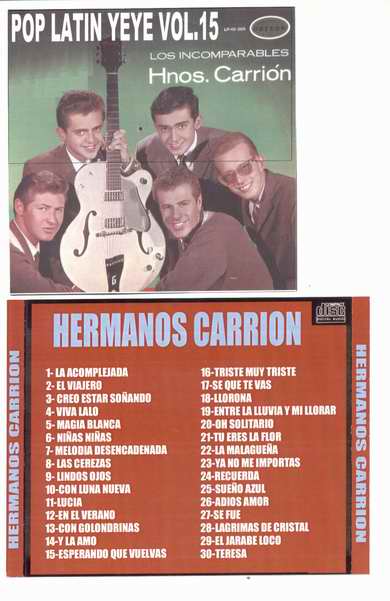 POP LATIN YEYE VOL.15
ODEON
LOS INCOMPARABLES
Hnos. Carrión
G
disc
DIGITAL AUDIO
HERMANOS CARRION
HERMANOS CARRION
HERMANOS CARRION
1- LA ACOMPLEJADA
2- EL VIAJERO
3- CREO ESTAR SOÑANDO
4- VIVA LALO
5- MAGIA BLANCA
6- NIÑAS NIÑAS
7- MELODIA DESENCADENADA
8- LAS CEREZAS
9- LINDOS OJOS
10-CON LUNA NUEVA
11-LUCIA
12-EN EL VERANO
13-CON GOLONDRINAS
14-Y LA AMO
15-ESPERANDO QUE VUELVAS
16-TRISTE MUY TRISTE
17-SE QUE TE VAS
18-LLORONA
19-ENTRE LA LLUVIA Y MI LLORAR
20-OH SOLITARIO
21-TU ERES LA FLOR
22-LA MALAGUEÑA
23-YA NO ME IMPORTAS
24-RECUERDA
25-SUEÑO AZUL
26-ADIOS AMOR
27-SE FUE
28-LAGRIMAS DE CRISTAL
29-EL JARABE LOCO
30-TERESA